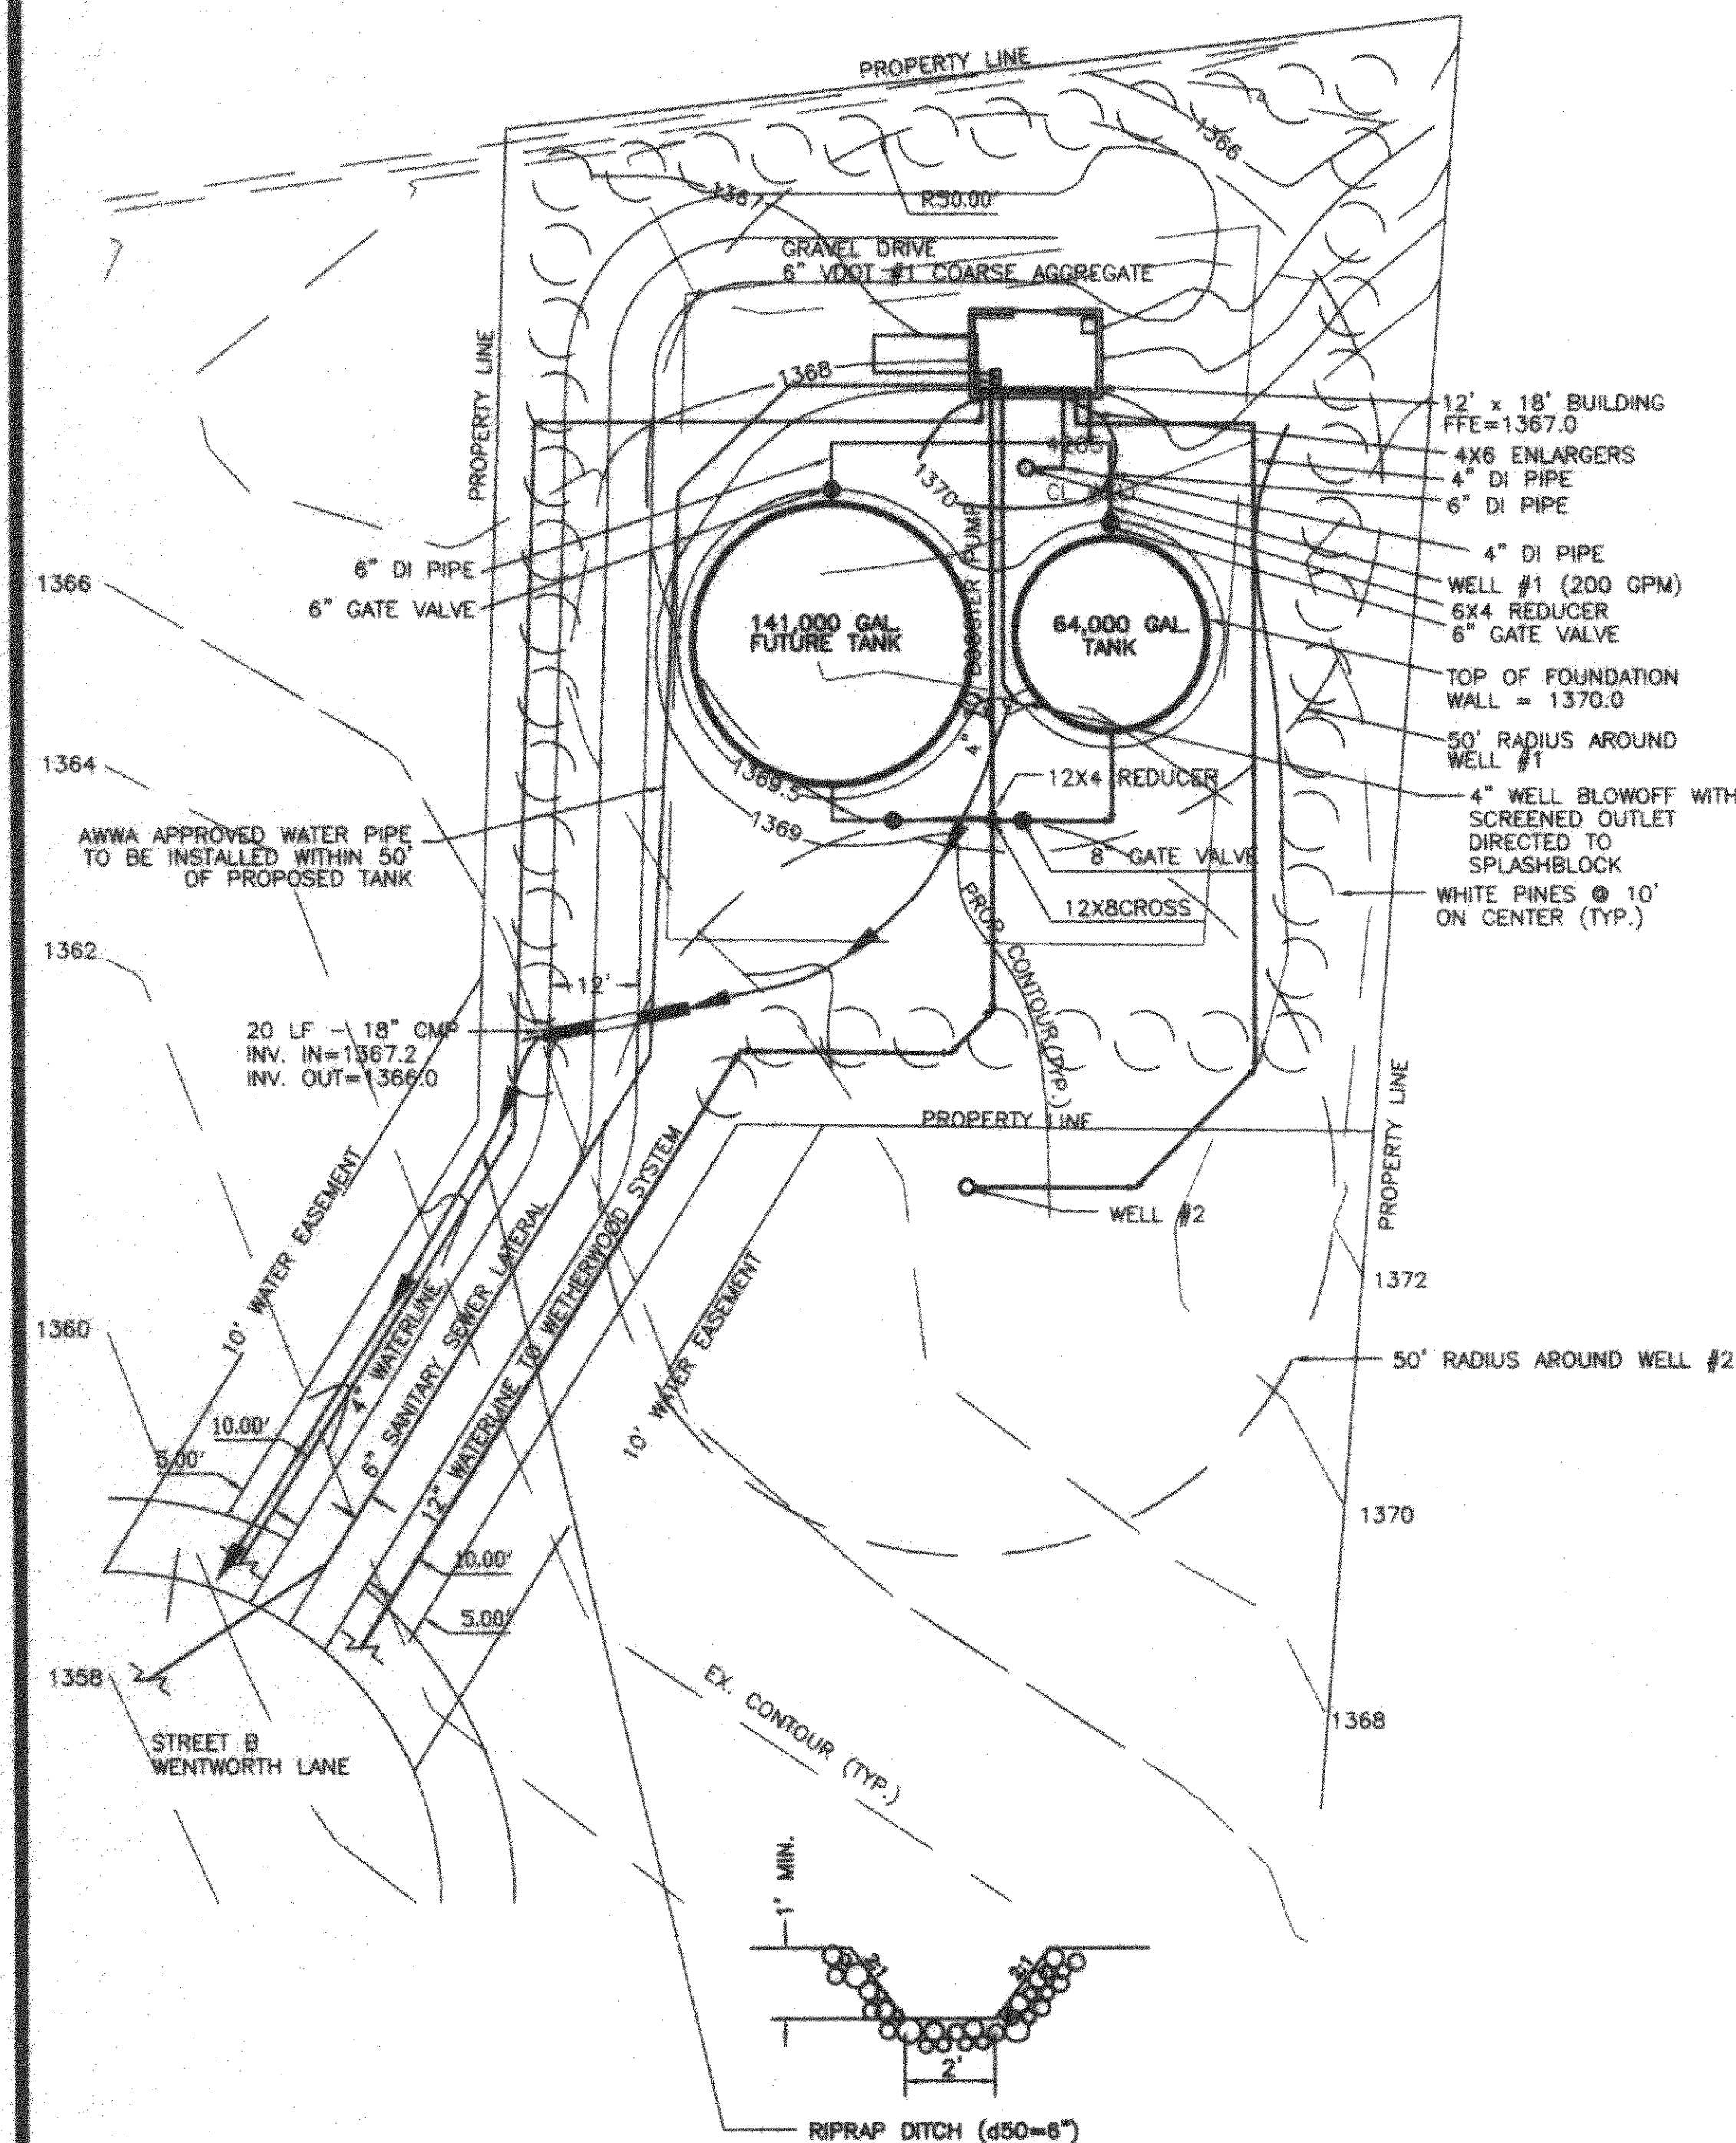 PROPERTY LINE
1366
R50.00'
1367
GRAVEL DRIVE
6" VDOT #1 COARSE AGGREGATE
PROPERTY LINE
1368
12' x 18' BUILDING
FFE=1367.0
4X6 ENLARGERS
4" DI PIPE
6" DI PIPE
1370
4" DI PIPE
WELL #1 (200 GPM)
6X4 REDUCER
6" GATE VALVE
6" DI PIPE
6" GATE VALVE
1366
141,000 GAL.
FUTURE TANK
4" TO BOOSTER PUMP
64,000 GAL.
TANK
TOP OF FOUNDATION
WALL = 1370.0
50' RADIUS AROUND
WELL #1
1364
1369.5
1369
12X4 REDUCER
4" WELL BLOWOFF WITH
SCREENED OUTLET
DIRECTED TO
SPLASHBLOCK
AWWA APPROVED WATER PIPE
TO BE INSTALLED WITHIN 50'
OF PROPOSED TANK
8" GATE VALVE
12X8CROSS
WHITE PINES @ 10'
ON CENTER (TYP.)
1362
PROP. CONTOUR(TYP.)
12'
20 LF - 18" CMP
INV. IN=1367.2
INV. OUT=1366.0
PROPERTY LINE
PROPERTY LINE
WELL #2
10' WATER EASEMENT
4" WATERLINE
6" SANITARY SEWER LATERAL
12" WATERLINE TO WETHERWOOD SYSTEM
10' WATER EASEMENT
1372
1360
50' RADIUS AROUND WELL #2
10.00'
5.00'
1370
10.00'
5.00'
1358
EX. CONTOUR (TYP.)
1368
STREET B
WENTWORTH LANE
1' MIN.
2:1
2:1
2'
RIPRAP DITCH (d50=6")